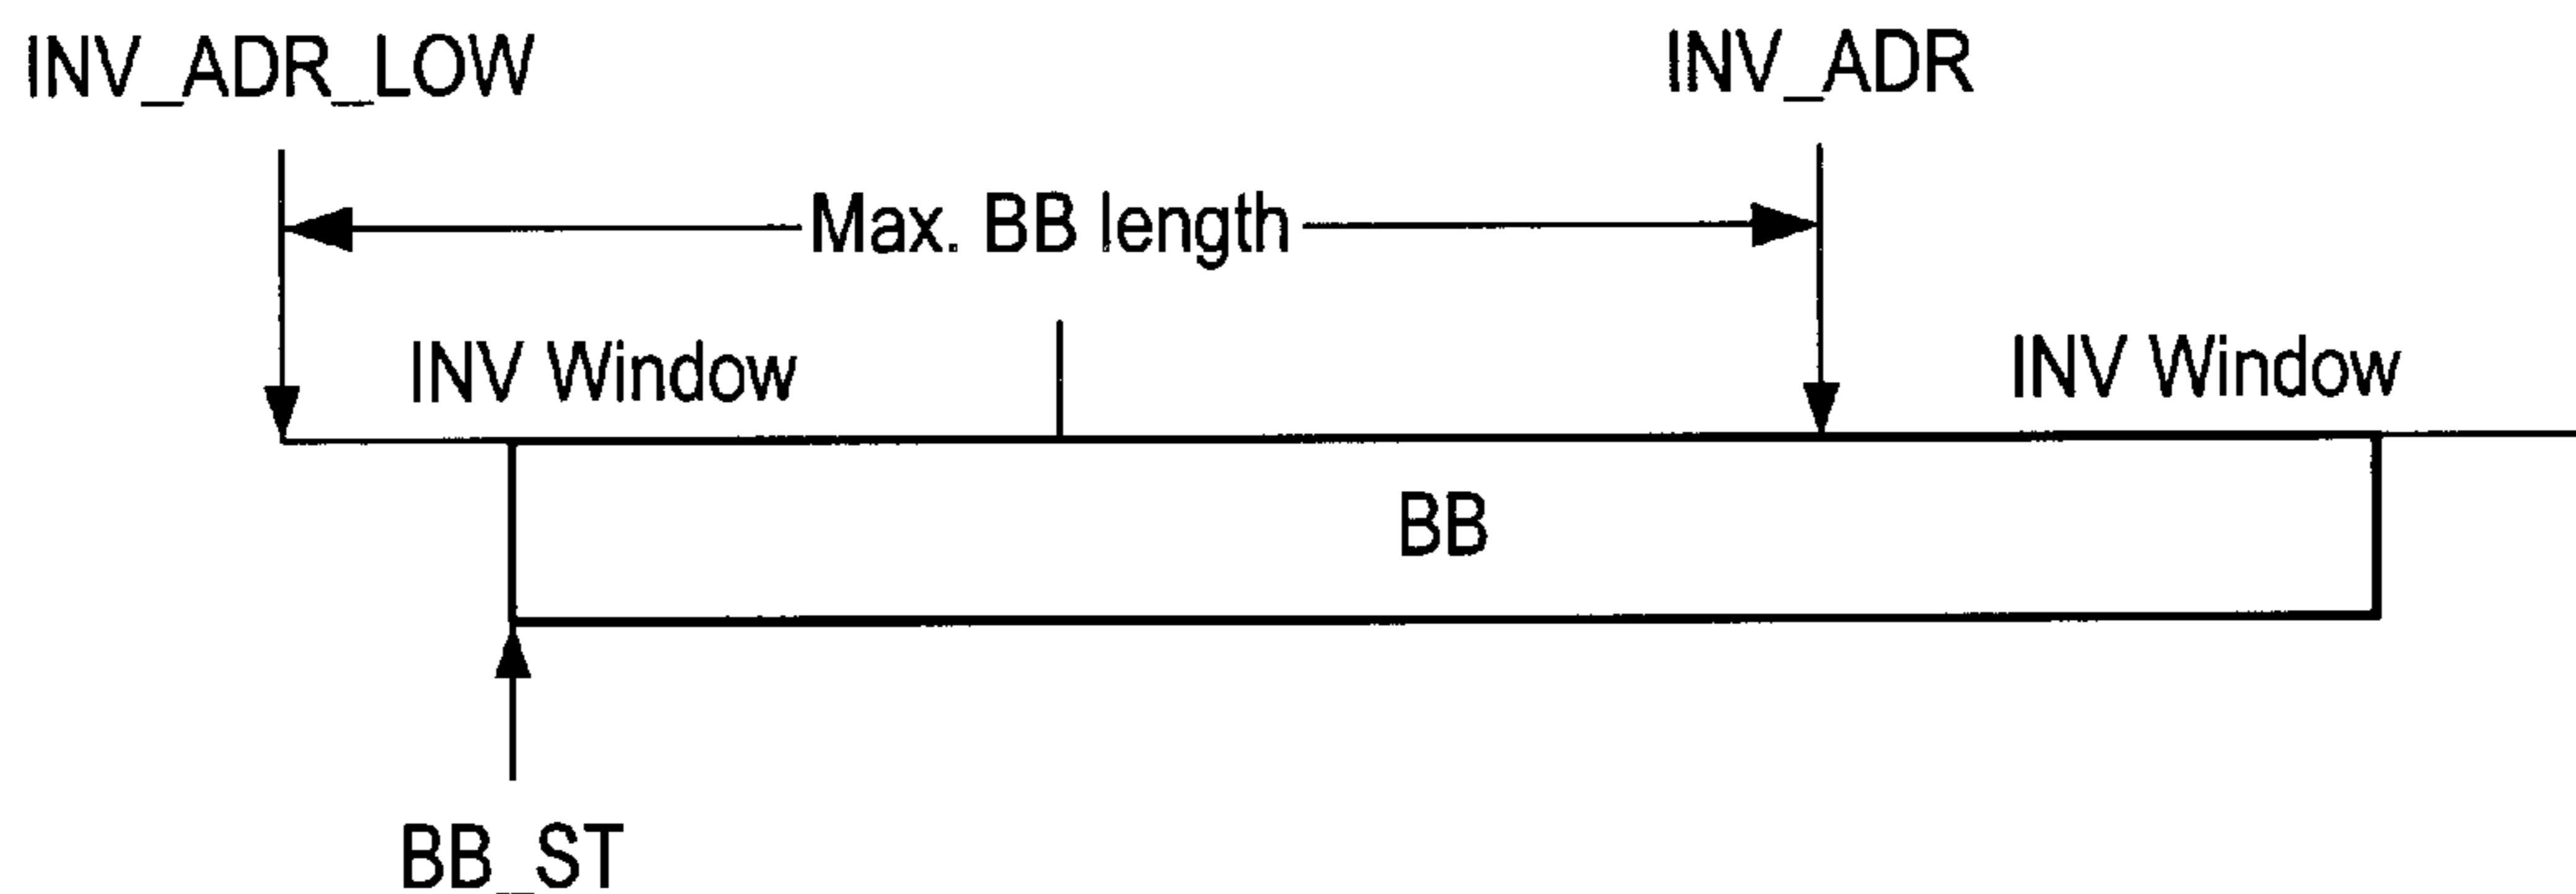 INV_ADR_LOW
INV_ADR
Max. BB length
INV Window
INV Window
BB
BB_ST